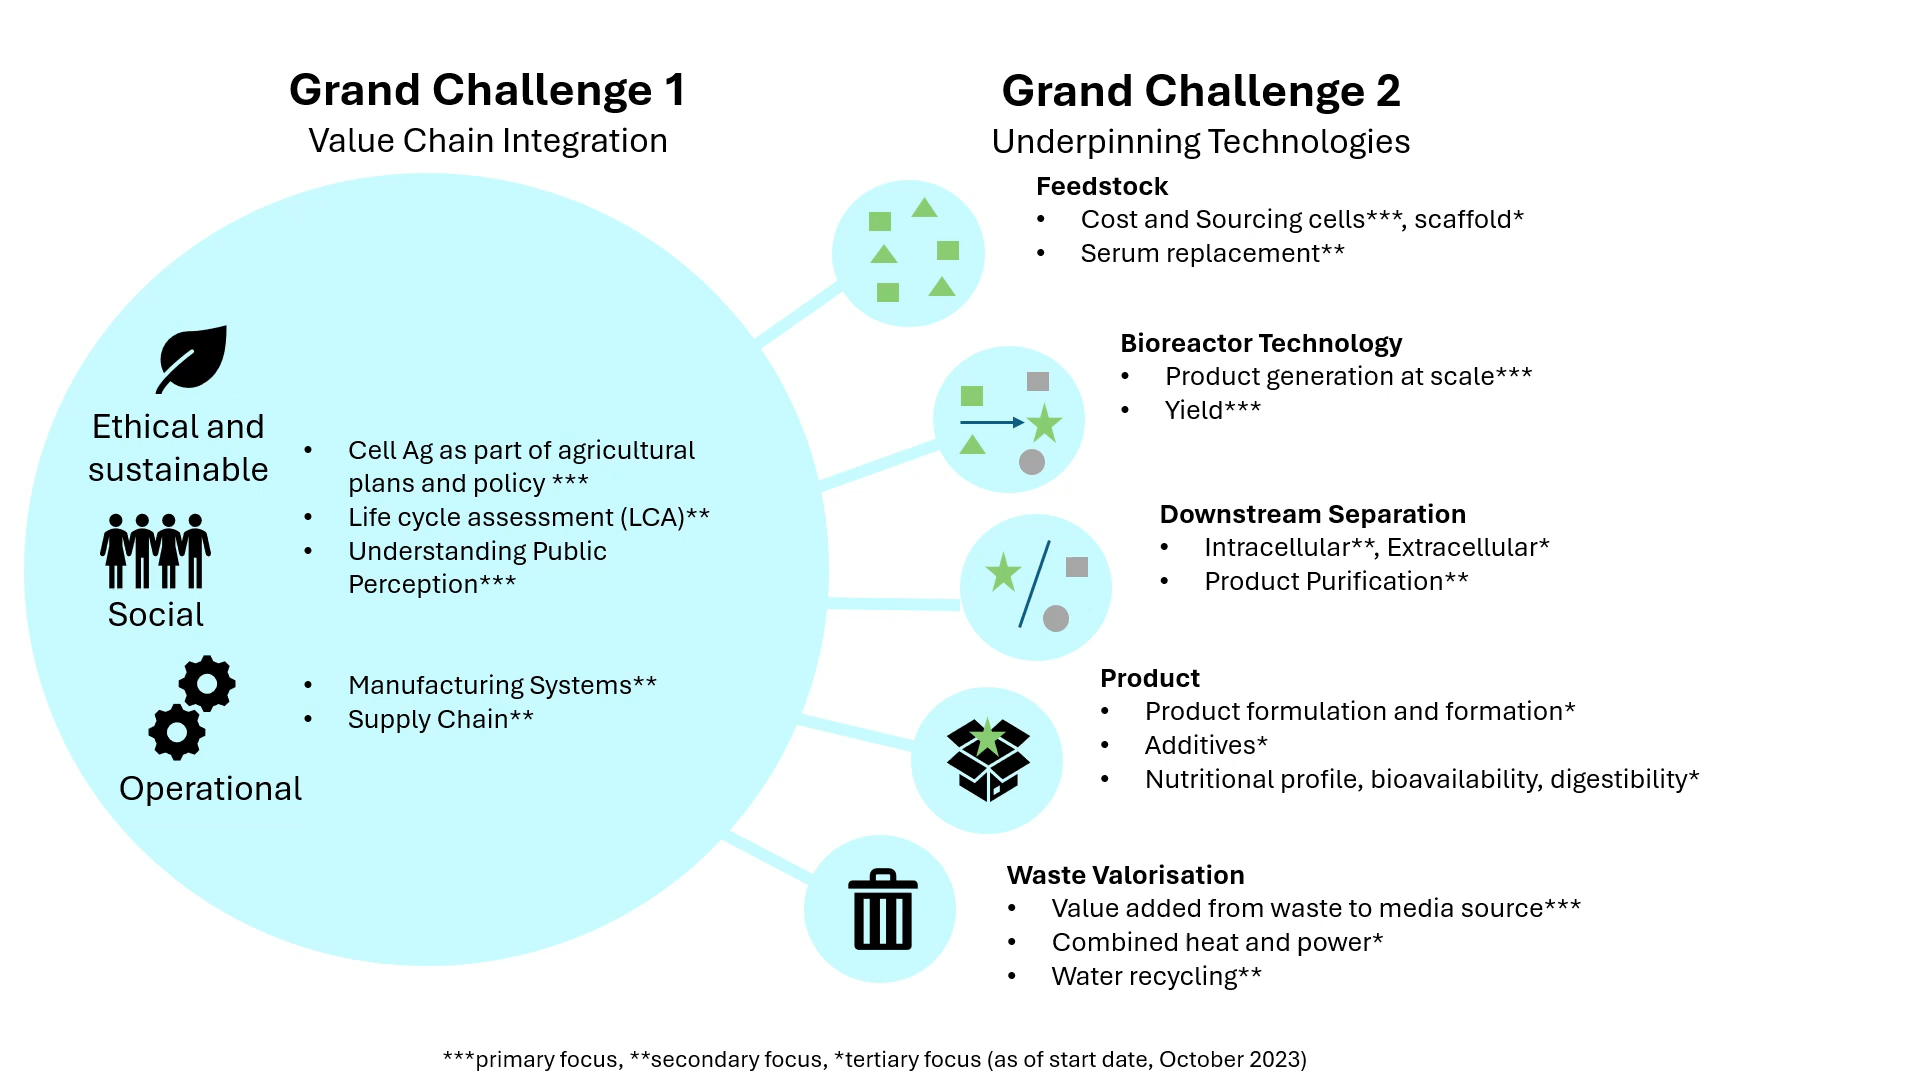 Grand Challenge 1
Value Chain Integration
Ethical and
sustainable
Social
Operational
• Cell Ag as part of agricultural
plans and policy ***
• Life cycle assessment (LCA)**
• Understanding Public
Perception***
• Manufacturing Systems**
• Supply Chain**
Grand Challenge 2
Underpinning Technologies
Feedstock
• Cost and Sourcing cells***, scaffold*
• Serum replacement**
Bioreactor Technology
• Product generation at scale***
• Yield***
Downstream Separation
• Intracellular**, Extracellular*
• Product Purification**
Product
• Product formulation and formation*
• Additives*
• Nutritional profile, bioavailability, digestibility*
Waste Valorisation
• Value added from waste to media source***
• Combined heat and power*
• Water recycling**
***primary focus, **secondary focus, *tertiary focus (as of start date, October 2023)